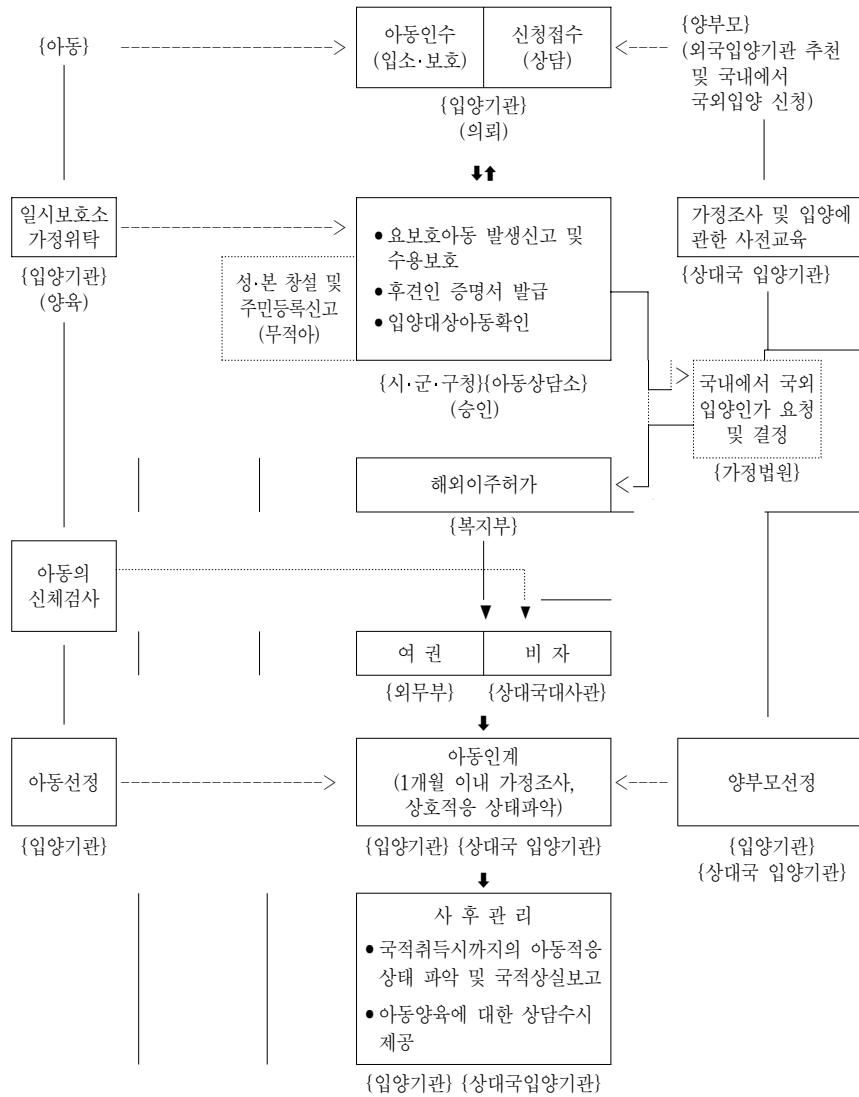 {아동}
아동인수
(입소·보호)
신청접수
(상담)
{양부모}
(외국입양기관 추천
및 국내에서
국외입양 신청)
{입양기관}
(의뢰)
일시보호소
가정위탁
{입양기관}
(양육)
성·본 창설 및
주민등록신고
(무적아)
● 요보호아동 발생신고 및
수용보호
● 후견인 증명서 발급
● 입양대상아동확인
{시·군·구청}{아동상담소}
(승인)
가정조사 및 입양에
관한 사전교육
{상대국 입양기관}
국내에서 국외
입양인가 요청
및 결정
{가정법원}
해외이주허가
{복지부}
아동의
신체검사
여 권
비 자
{외무부}
{상대국대사관}
아동선정
{입양기관}
아동인계
(1개월 이내 가정조사,
상호적응 상태파악)
{입양기관} {상대국 입양기관}
양부모선정
{입양기관}
{상대국 입양기관}
사 후 관 리
● 국적취득시까지의 아동적응
상태 파악 및 국적상실보고
● 아동양육에 대한 상담수시
제공
{입양기관} {상대국입양기관}